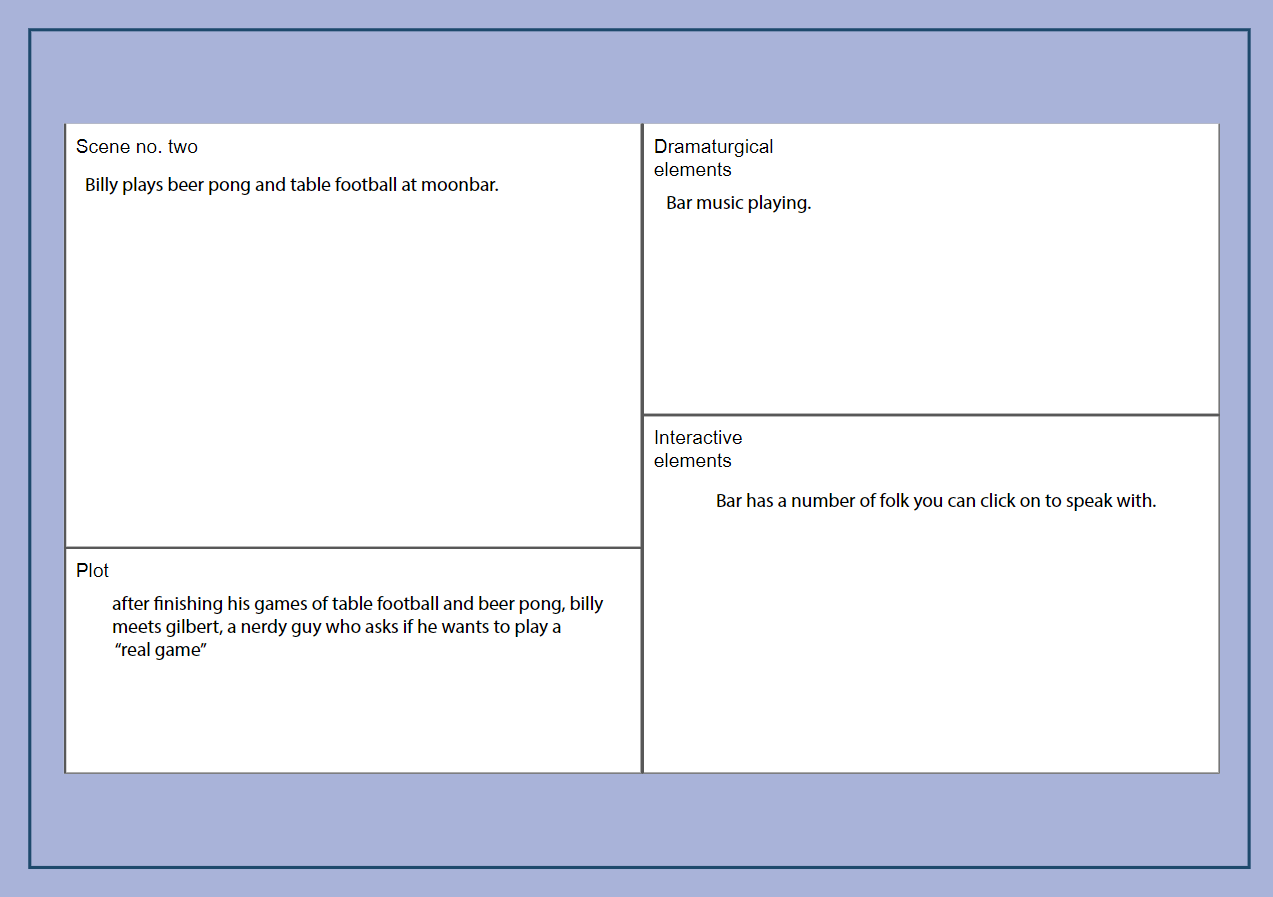 Scene no. two
Billy plays beer pong and table football at moonbar.
Plot
after finishing his games of table football and beer pong, billy
meets gilbert, a nerdy guy who asks if he wants to play a
“real game”
Dramaturgical
elements
Bar music playing.
Interactive
elements
Bar has a number of folk you can click on to speak with.